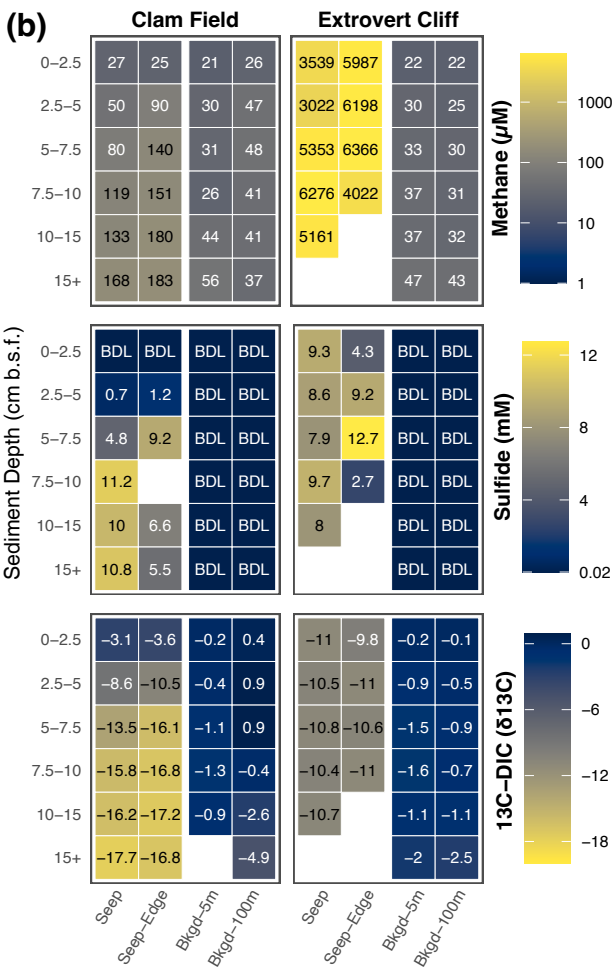 (b)
Clam Field Extrovert Cliff
0−2.5 27 25 21 26 3539 5987 22 22
2.5−5 50 90 30 47 3022 6198 30 25
5−7.5 80 140 31 48 5353 6366 33 30
7.5−10 119 151 26 41 6276 4022 37 31
10−15 133 180 44 41 5161 37 32
15+ 168 183 56 37 47 43
Methane (µM)
1000
100
10
1
Sediment Depth (cm b.s.f.)
0−2.5 BDL BDL BDL BDL 9.3 4.3 BDL BDL
2.5−5 0.7 1.2 BDL BDL 8.6 9.2 BDL BDL
5−7.5 4.8 9.2 BDL BDL 7.9 12.7 BDL BDL
7.5−10 11.2 BDL BDL 9.7 2.7 BDL BDL
10−15 10 6.6 BDL BDL 8 BDL BDL
15+ 10.8 5.5 BDL BDL BDL BDL
Sulfide (mM)
12
8
4
0.02
0−2.5 −3.1 −3.6 −0.2 0.4 −11 −9.8 −0.2 −0.1
2.5−5 −8.6 −10.5 −0.4 0.9 −10.5 −11 −0.9 −0.5
5−7.5 −13.5 −16.1 −1.1 0.9 −10.8 −10.6 −1.5 −0.9
7.5−10 −15.8 −16.8 −1.3 −0.4 −10.4 −11 −1.6 −0.7
10−15 −16.2 −17.2 −0.9 −2.6 −10.7 −1.1 −1.1
15+ −17.7 −16.8 −4.9 −2 −2.5
13C−DIC (δ13C)
0
−6
−12
−18
Seep Seep−Edge Bkgd−5m Bkgd−100m Seep Seep−Edge Bkgd−5m Bkgd−100m